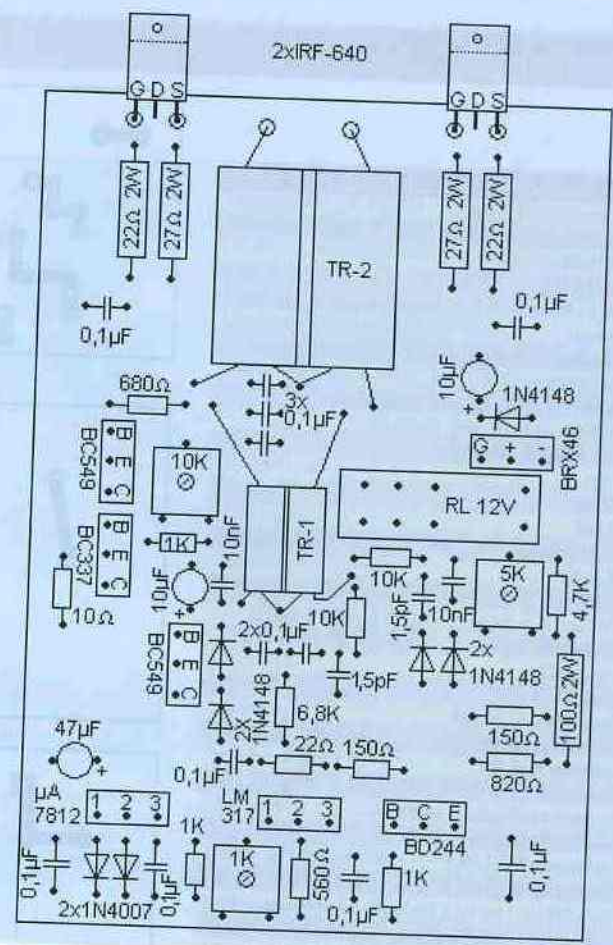 2xIRF-640
G D S
G D S
22Ω 2W
27Ω 2W
27Ω 2W
22Ω 2W
TR-2
0,1µF
0,1µF
680Ω
3x
0,1µF
10µF
1N4148
BC549
B E C
10K
G + -
BRX46
RL 12V
TR-1
1K
10nF
BC337
B E C
10Ω
10µF
10K
10K
1,5pF
10nF
5K
4,7K
BC549
B E C
2x0,1µF
2x
1N4148
1,5pF
2x
1N4148
6,8K
100Ω2W
150Ω
47µF
0,1µF
22Ω
150Ω
820Ω
µA
7812
1 2 3
LM
317
1 2 3
B C E
BD244
0,1µF
2x1N4007
0,1µF
1K
1K
560Ω
0,1µF
1K
0,1µF